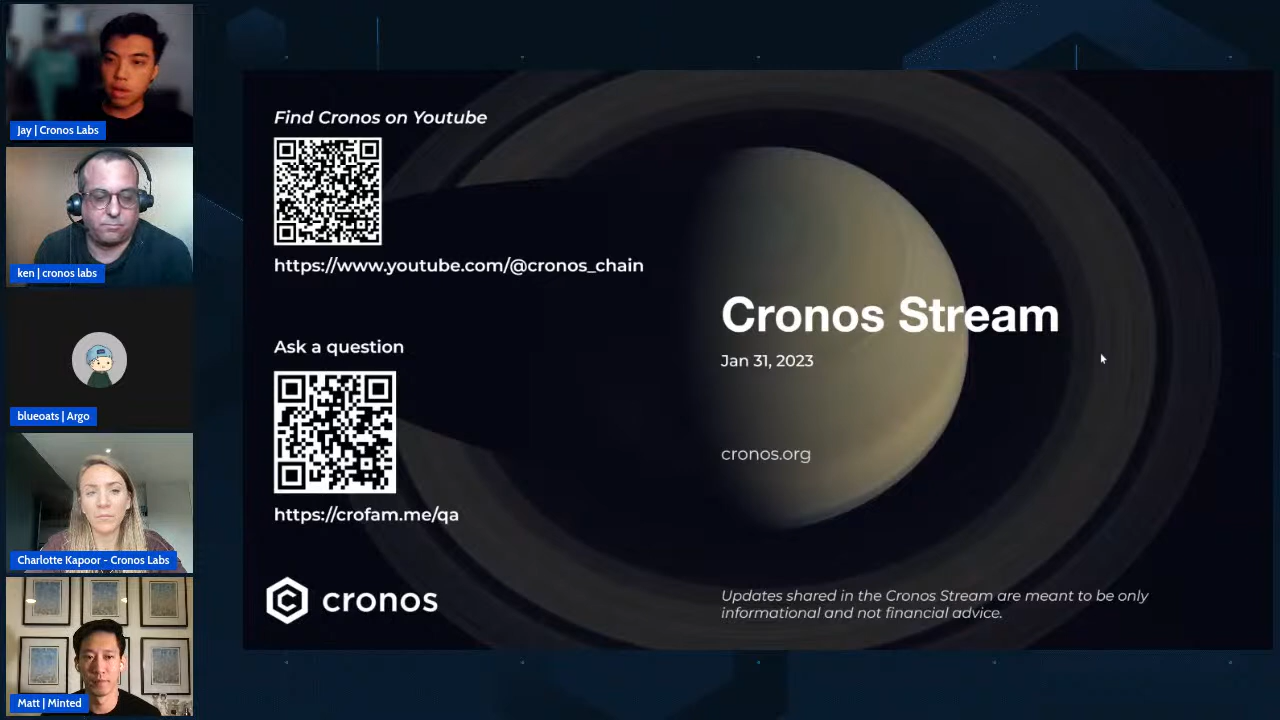 Jay | Cronos Labs
ken | cronos labs
blueoats | Argo
Charlotte Kapoor - Cronos Labs
Matt | Minted
Find Cronos on Youtube
https://www.youtube.com/@cronos_chain
Ask a question
https://crofam.me/qa
cronos
Cronos Stream
Jan 31, 2023
cronos.org
Updates shared in the Cronos Stream are meant to be only
informational and not financial advice.